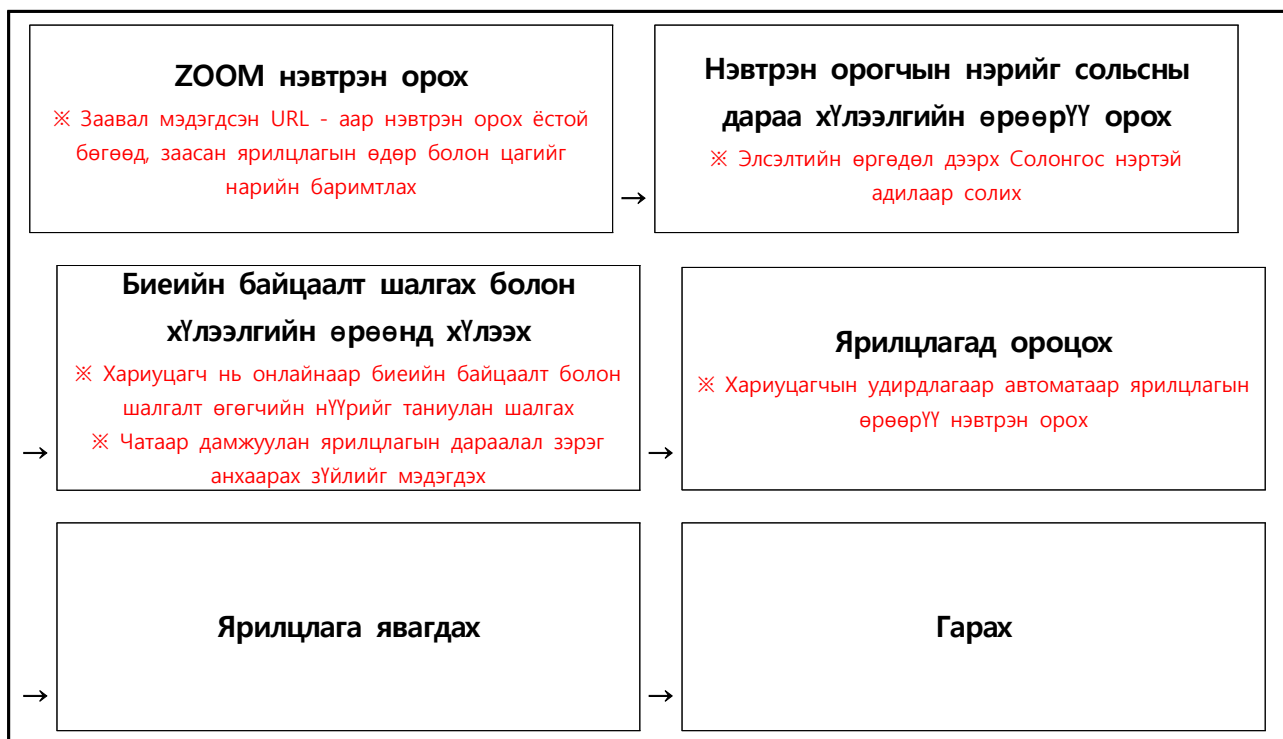 ZOOM нэвтрэн орох
※ Заавал мэдэгдсэн URL - аар нэвтрэн орох ёстой
бөгөөд, заасан ярилцлагын өдөр болон цагийг
нарийн баримтлах
→
Нэвтрэн орогчын нэрийг сольсны
дараа хүлээлгийн өрөөрүү орох
※ Элсэлтийн өргөдөл дээрх Солонгос нэртэй
адилаар солих
→
Биеийн байцаалт шалгах болон
хүлээлгийн өрөөнд хүлээх
※ Хариуцагч нь онлайнаар биеийн байцаалт болон
шалгалт өгөгчийн нүүрийг таниулан шалгах
※ Чатаар дамжуулан ярилцлагын дараалал зэрэг
анхаарах зүйлийг мэдэгдэх
→
Ярилцлагад ороцох
※ Хариуцагчын удирдлагаар автоматаар ярилцлагын
өрөөрүү нэвтрэн орох
→
Ярилцлага явагдах
→
Гарах